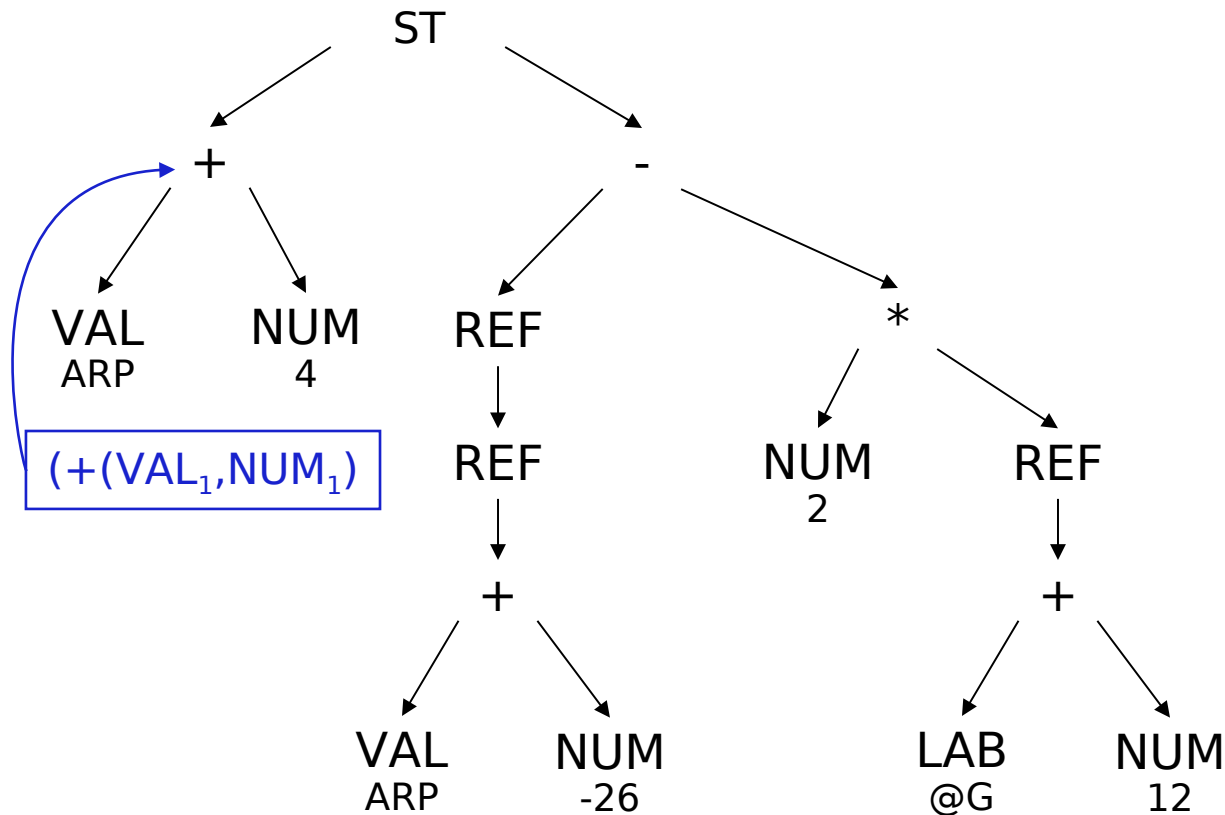 ST
+ -
VAL NUM REF *
ARP 4
(+(VAL₁,NUM₁) REF NUM REF
2
+ +
VAL NUM LAB NUM
ARP -26 @G 12